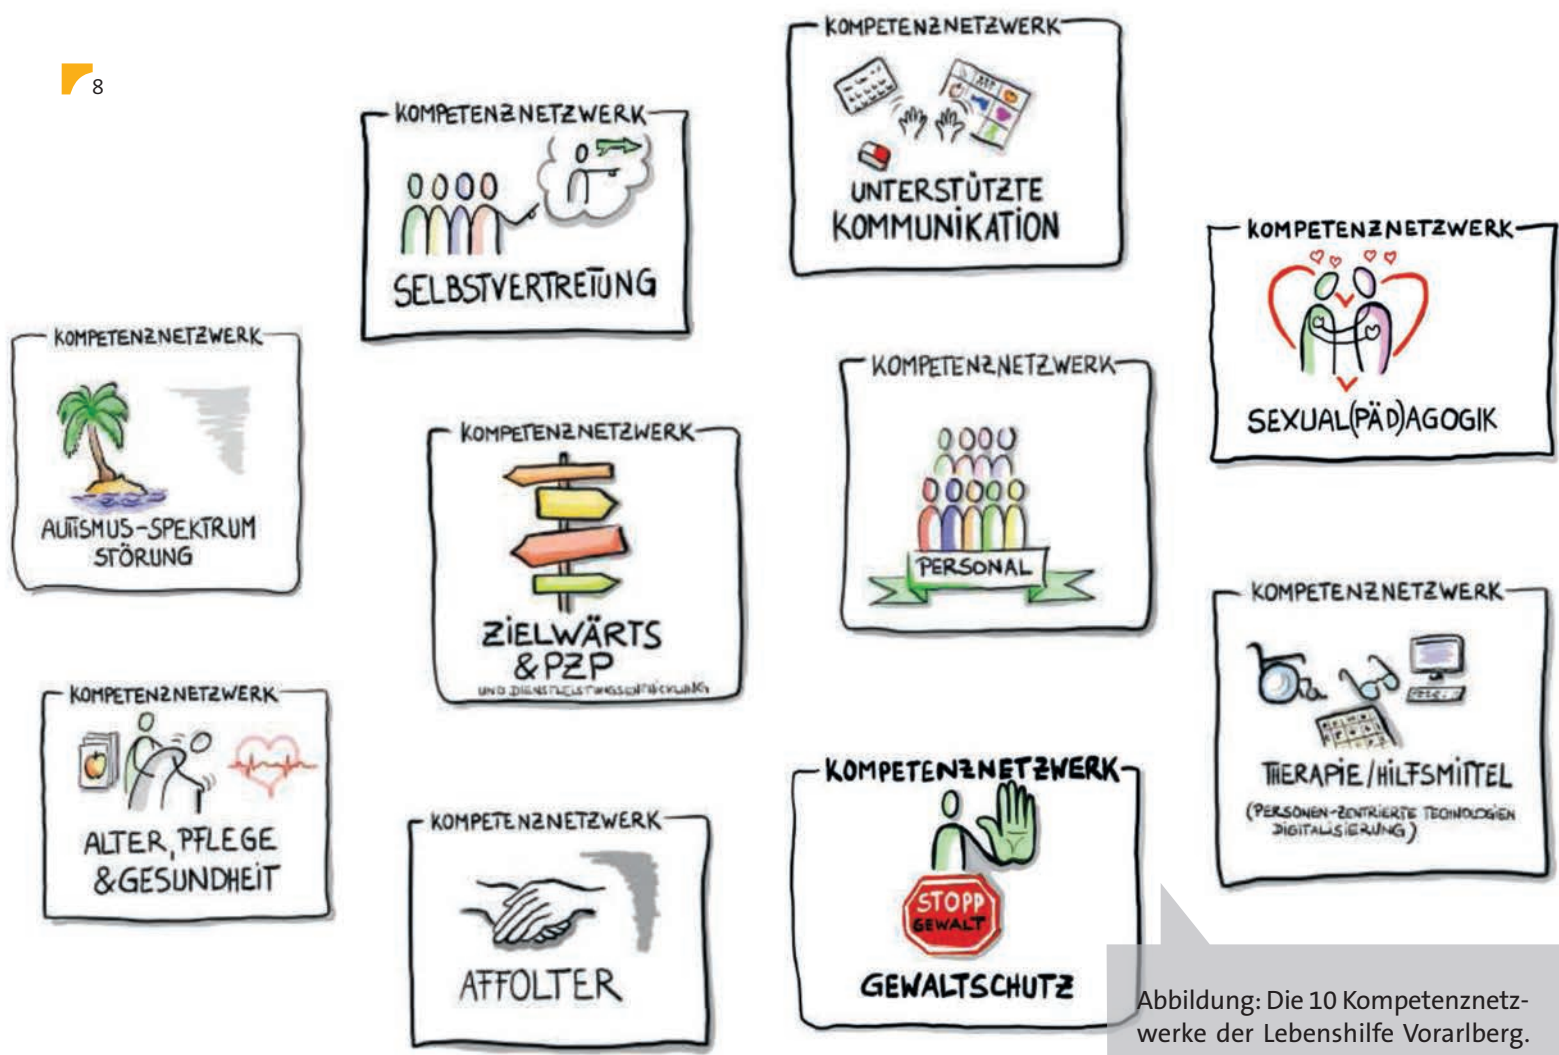 8
KOMPETENZNETZWERK
SELBSTVERTRETUNG
KOMPETENZNETZWERK
UNTERSTÜTZTE
KOMMUNIKATION
KOMPETENZNETZWERK
SEXUAL(PÄD)AGOGIK
KOMPETENZNETZWERK
AUTISMUS-SPEKTRUM
STÖRUNG
KOMPETENZNETZWERK
ZIELWÄRTS
& PZP
UND DIENSTLEISTUNGSENTWICKLUNG
KOMPETENZNETZWERK
PERSONAL
KOMPETENZNETZWERK
THERAPIE/HILFSMITTEL
(PERSONEN-ZENTRIERTE TECHNOLOGIEN
DIGITALISIERUNG)
KOMPETENZNETZWERK
ALTER, PFLEGE
& GESUNDHEIT
KOMPETENZNETZWERK
AFFOLTER
KOMPETENZNETZWERK
STOPP
GEWALT
GEWALTSCHUTZ
Abbildung: Die 10 Kompetenznetz-
werke der Lebenshilfe Vorarlberg.